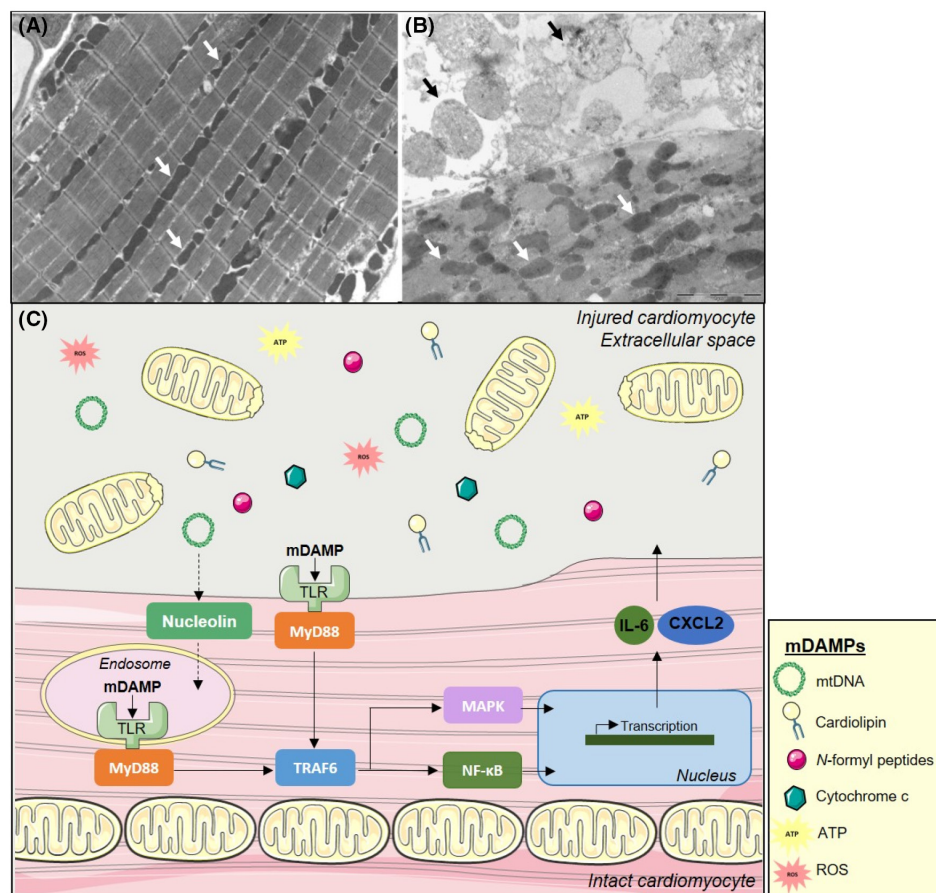 (A)
(B)
(C)
Injured cardiomyocyte
Extracellular space
ROS
ATP
ATP
ROS
mDAMP
TLR
MyD88
Nucleolin
IL-6
CXCL2
Endosome
mDAMP
TLR
MyD88
TRAF6
MAPK
NF-κB
Transcription
Nucleus
Intact cardiomyocyte
mDAMPs
mtDNA
Cardiolipin
N-formyl peptides
Cytochrome c
ATP ATP
ROS ROS